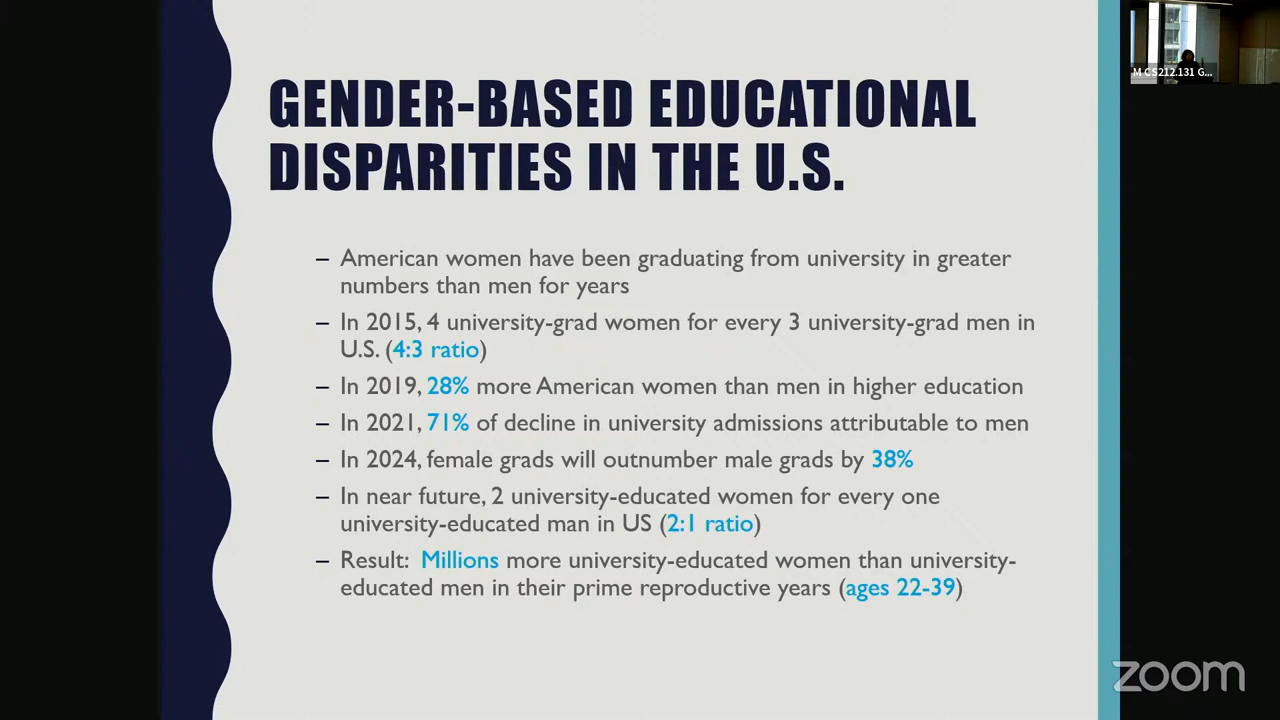 GENDER-BASED EDUCATIONAL
DISPARITIES IN THE U.S.
– American women have been graduating from university in greater
numbers than men for years
– In 2015, 4 university-grad women for every 3 university-grad men in
U.S. (4:3 ratio)
– In 2019, 28% more American women than men in higher education
– In 2021, 71% of decline in university admissions attributable to men
– In 2024, female grads will outnumber male grads by 38%
– In near future, 2 university-educated women for every one
university-educated man in US (2:1 ratio)
– Result: Millions more university-educated women than university-
educated men in their prime reproductive years (ages 22-39)
M CS212.131 G...
zoom